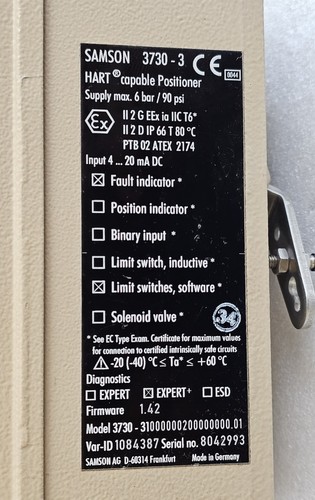 SAMSON 3730 - 3 CE 0044
HART® capable Positioner
Supply max. 6 bar / 90 psi
Ex II 2 G EEx ia IIC T6*
II 2 D IP 66 T 80 °C
PTB 02 ATEX 2174
Input 4 ... 20 mA DC
☒ Fault indicator *
☐ Position indicator *
☐ Binary input *
☐ Limit switch, inductive *
☒ Limit switches, software *
☐ Solenoid valve * 34
* See EC Type Exam. Certificate for maximum values
for connection to certified intrinsically safe circuits
⚠ -20 (-40) °C ≤ Ta* ≤ +60 °C
Diagnostics
☐ EXPERT ☒ EXPERT+ ☐ ESD
Firmware 1.42
Model 3730 - 3100000020000000.01
Var-ID 1084387 Serial no. 8042993
SAMSON AG D-60314 Frankfurt Made in Germany